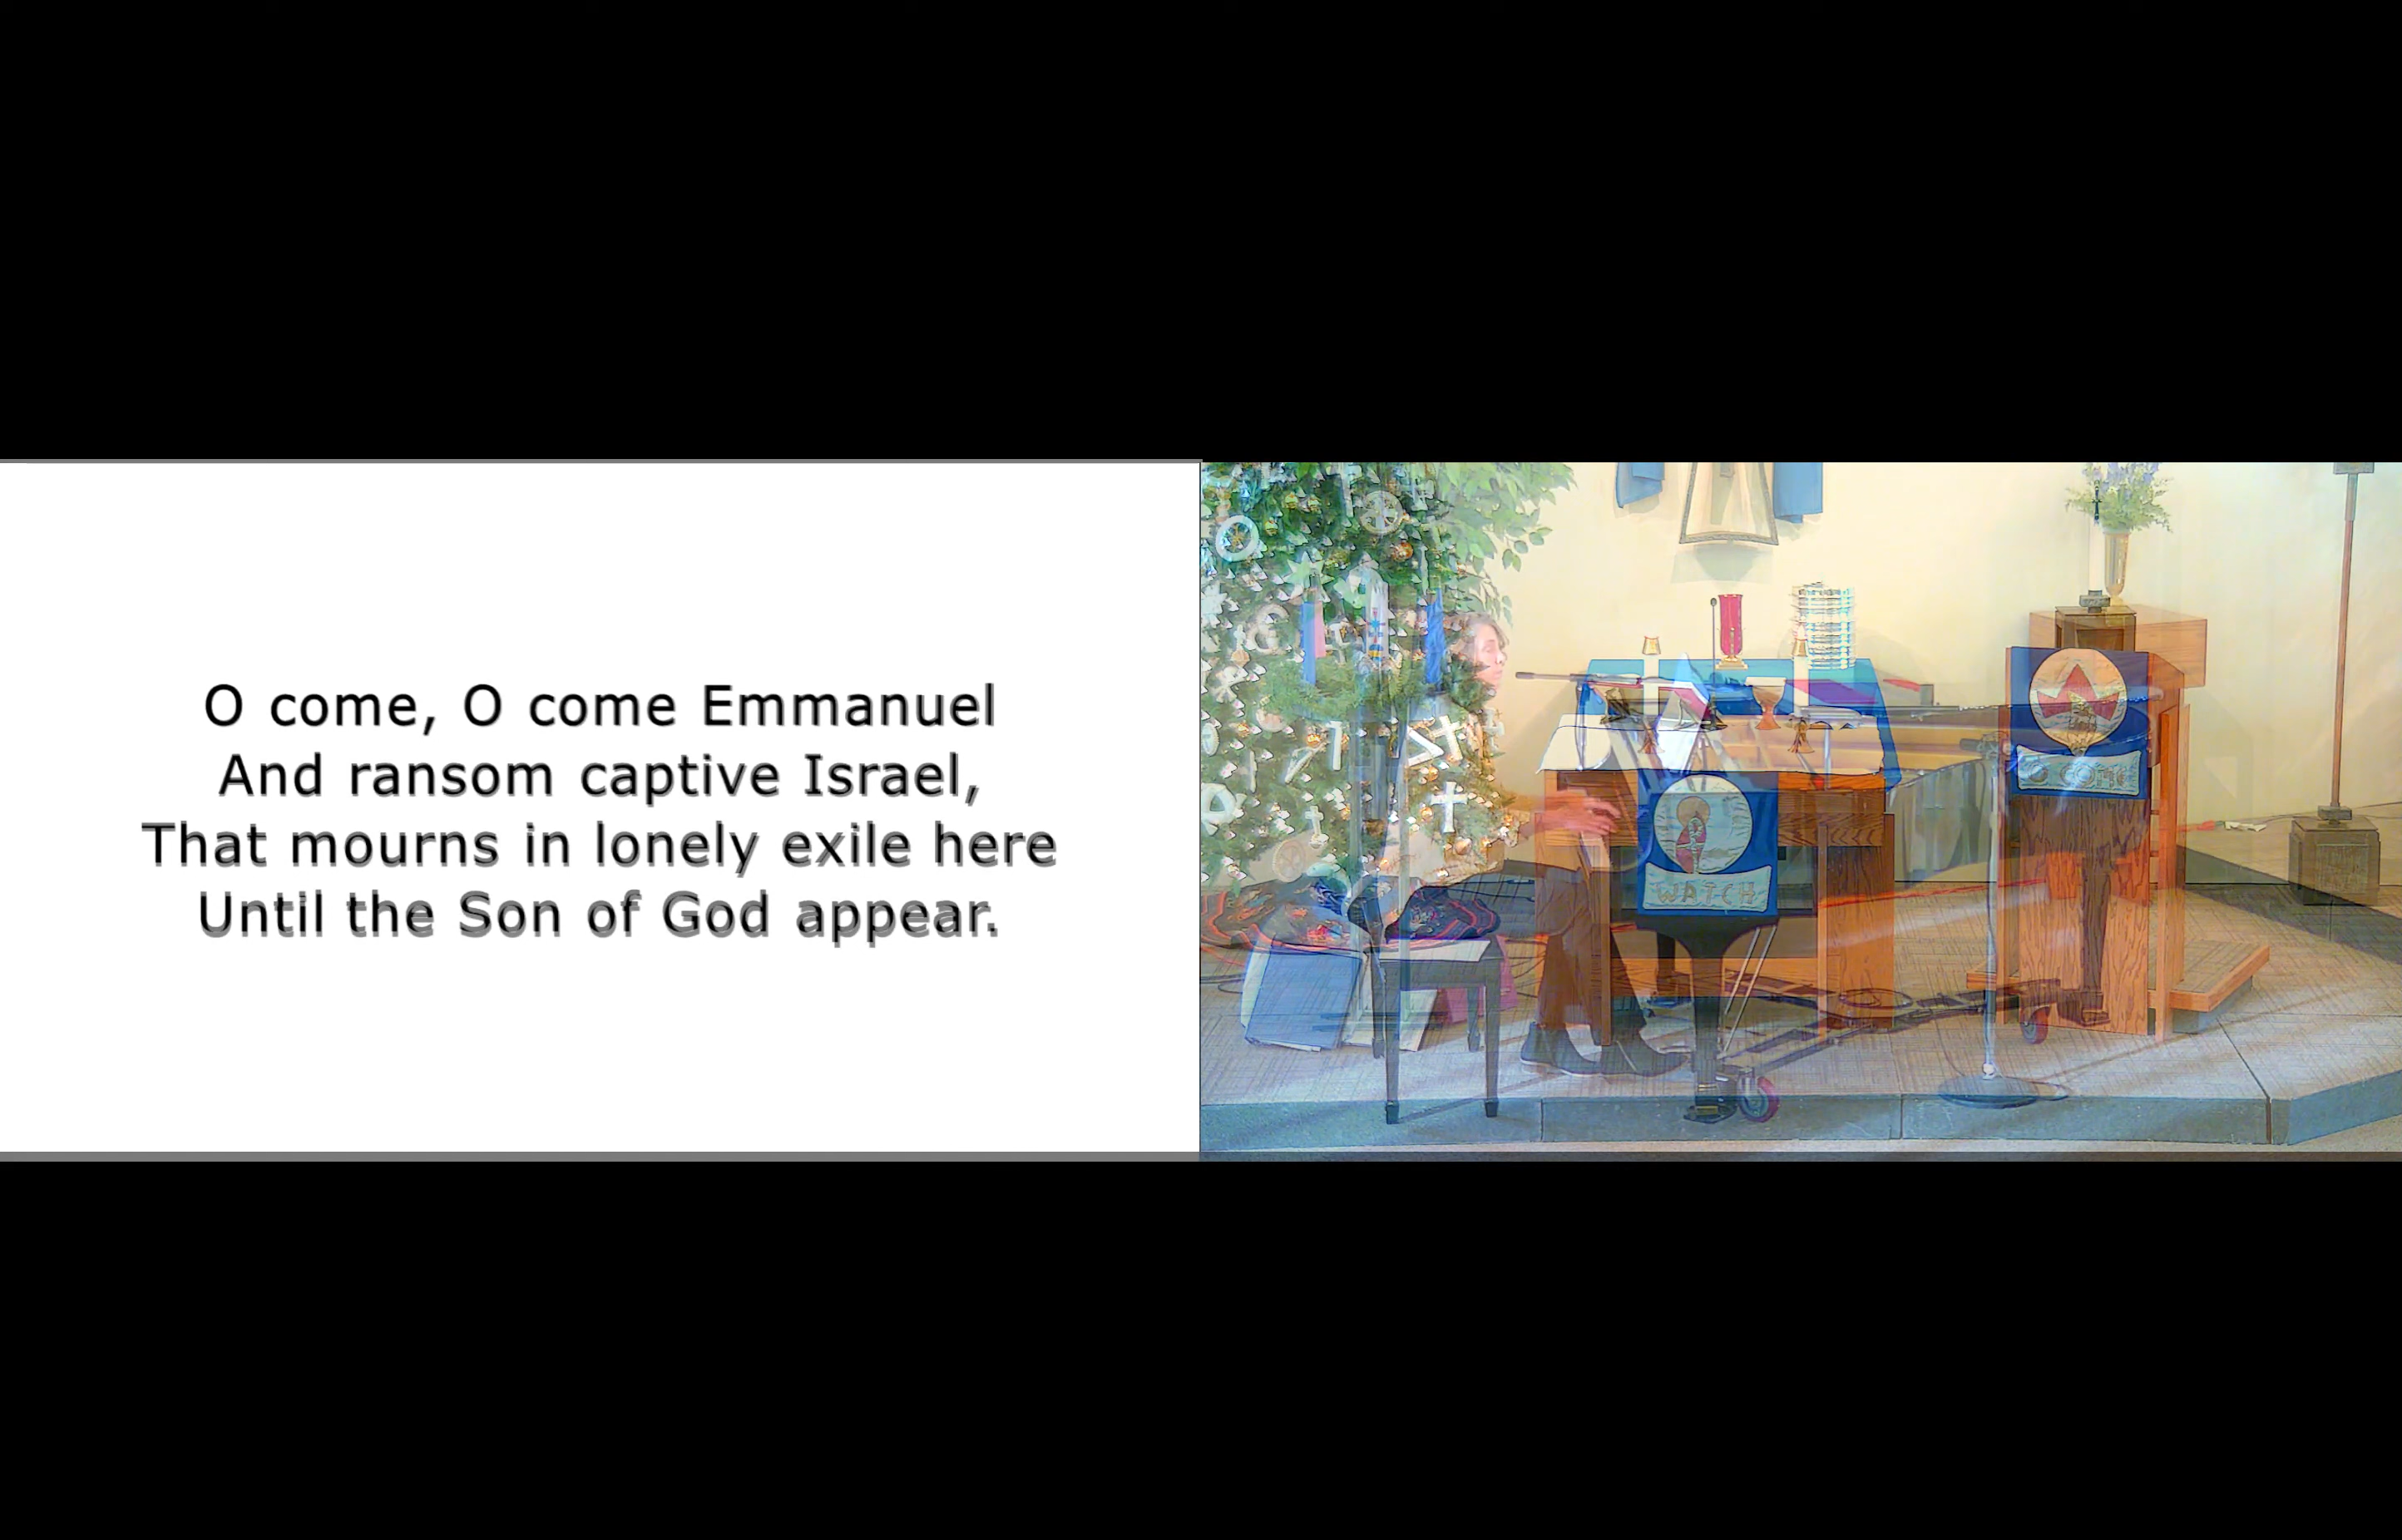 O come, O come Emmanuel
And ransom captive Israel,
That mourns in lonely exile here
Until the Son of God appear.
WATCH
O COME